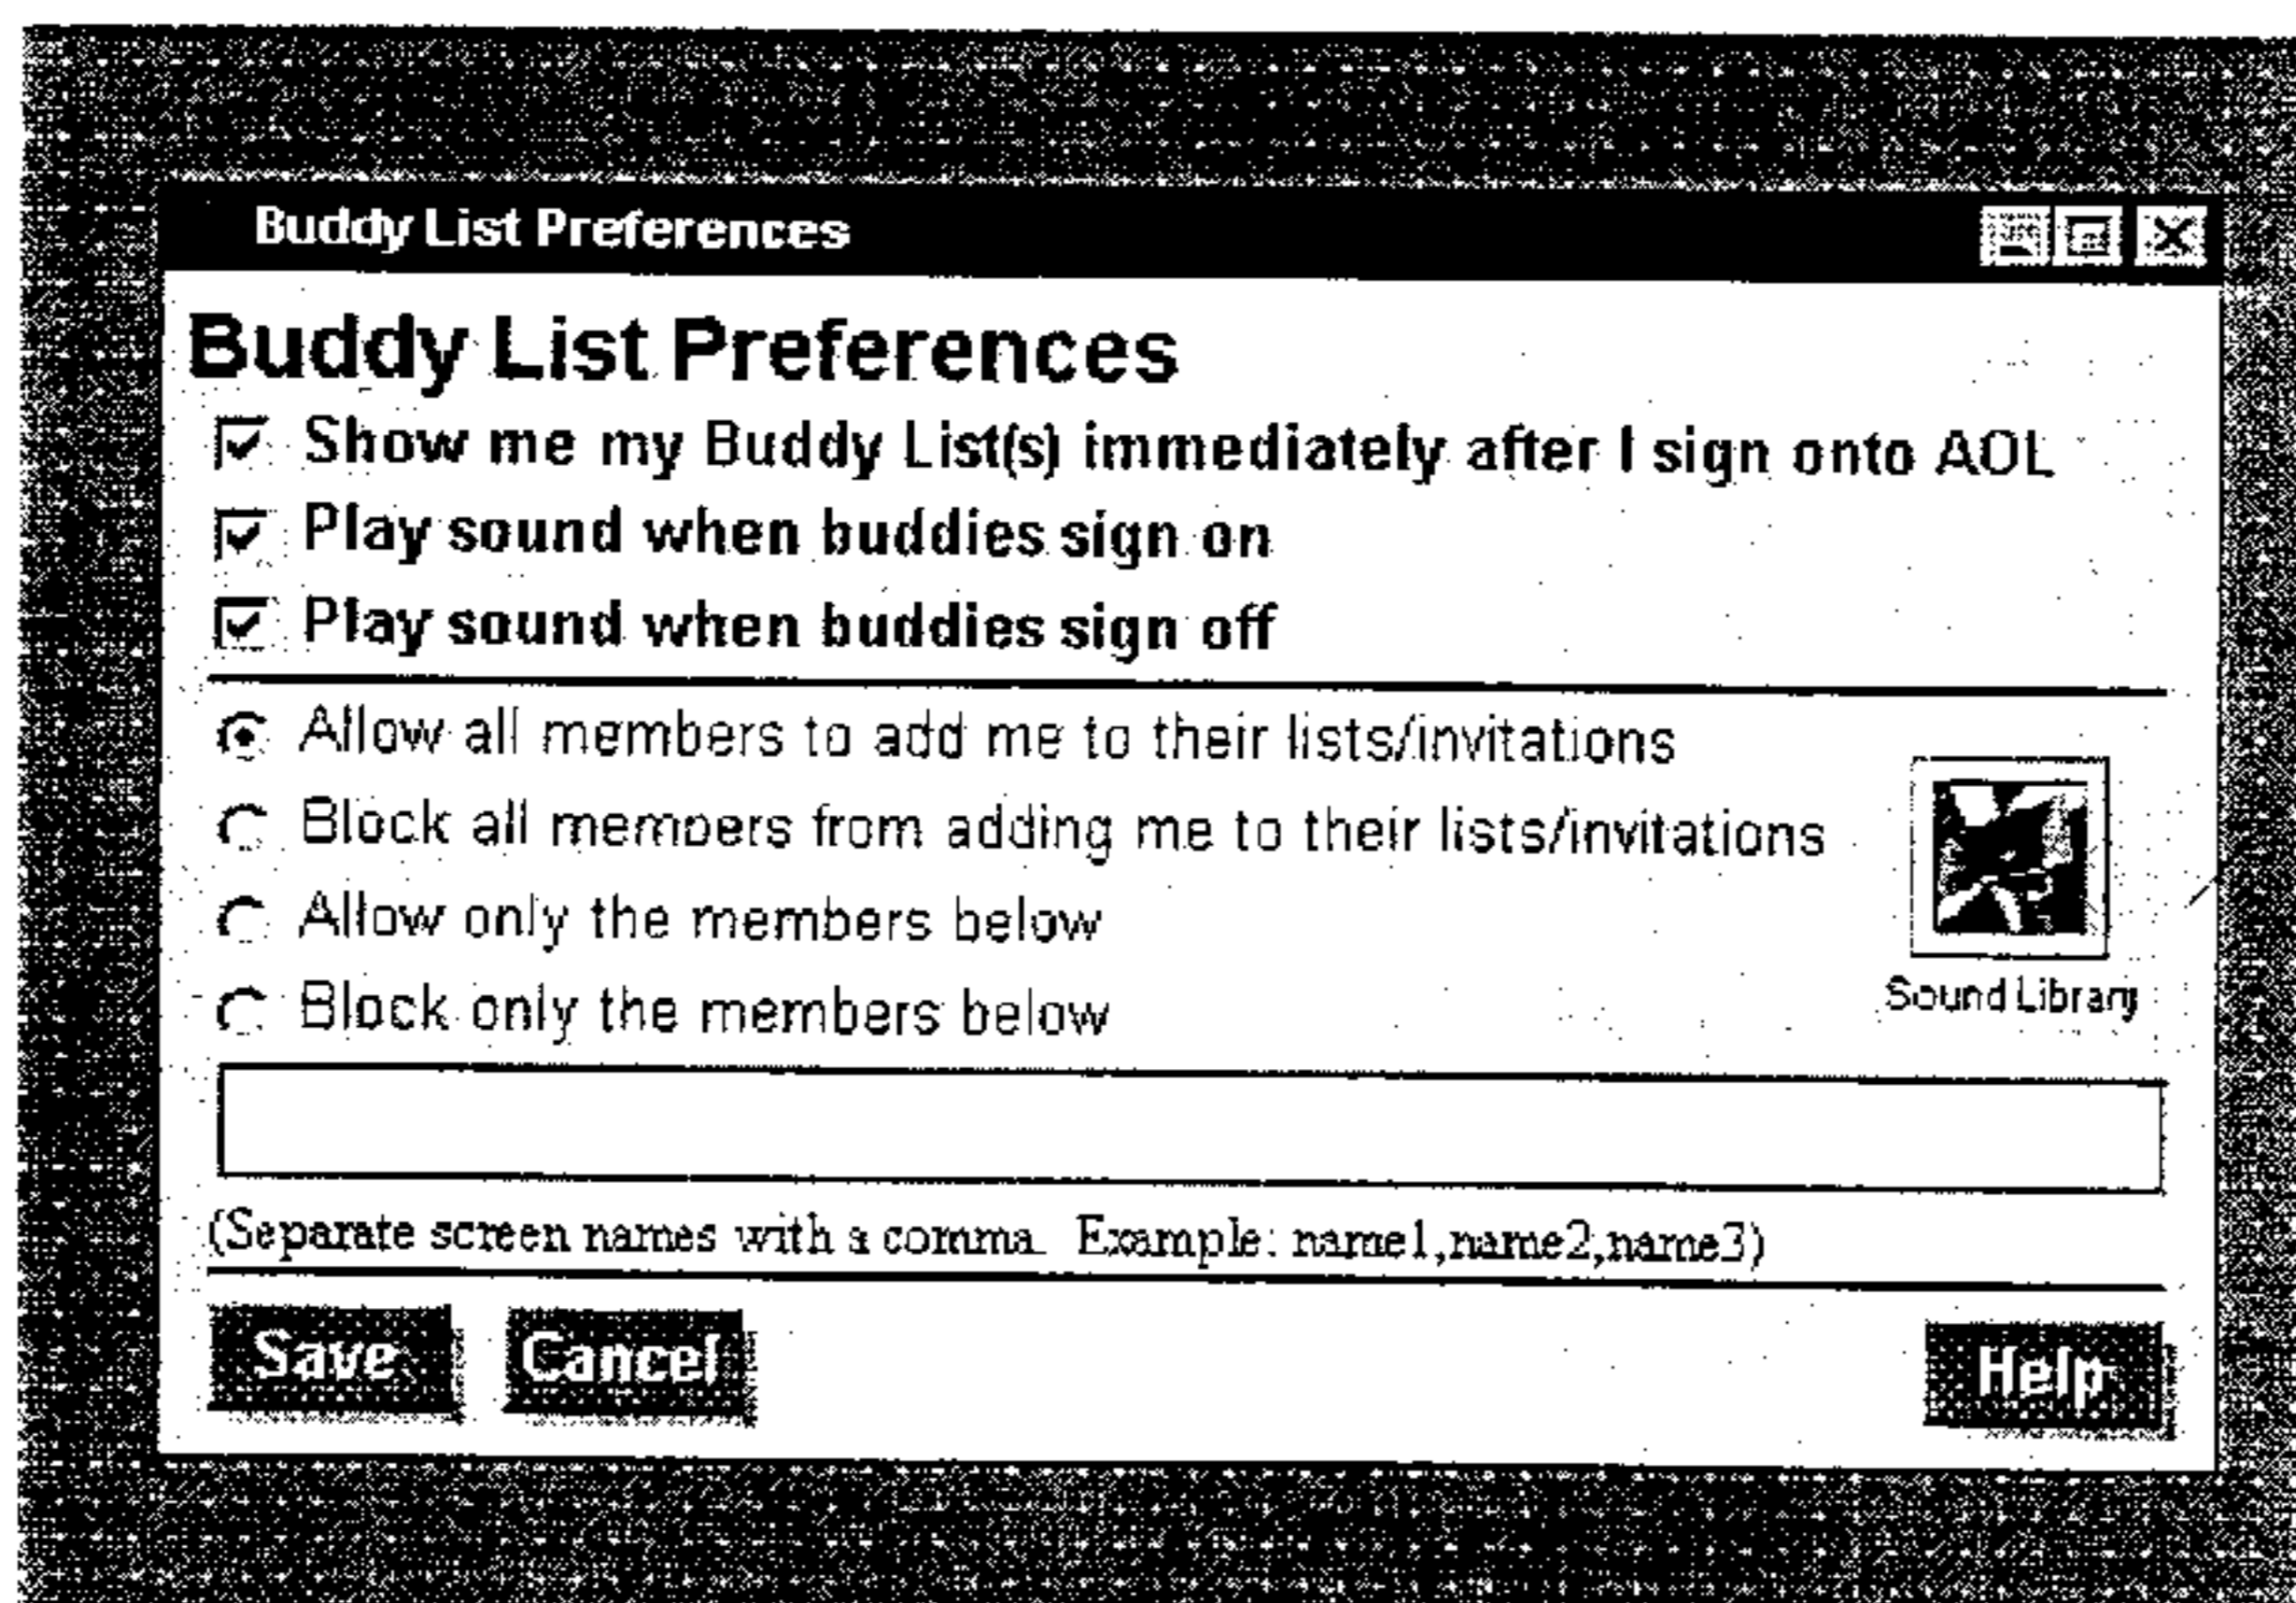 Buddy List Preferences
Buddy List Preferences
Show me my Buddy List(s) immediately after I sign onto AOL
Play sound when buddies sign on
Play sound when buddies sign off
Allow all members to add me to their lists/invitations
Block all members from adding me to their lists/invitations
Allow only the members below
Block only the members below
Sound Library
(Separate screen names with a comma. Example: name1,name2,name3)
Save Cancel Help